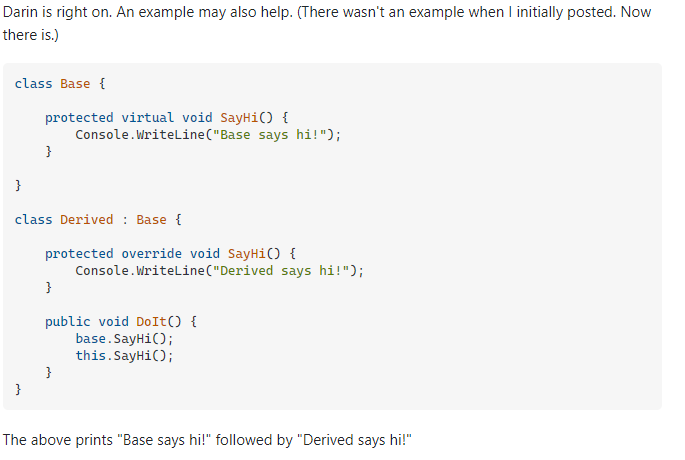 Darin is right on. An example may also help. (There wasn't an example when I initially posted. Now
there is.)
class Base {
    protected virtual void SayHi() {
        Console.WriteLine("Base says hi!");
    }
}
class Derived : Base {
    protected override void SayHi() {
        Console.WriteLine("Derived says hi!");
    }
    public void DoIt() {
        base.SayHi();
        this.SayHi();
    }
}
The above prints "Base says hi!" followed by "Derived says hi!"